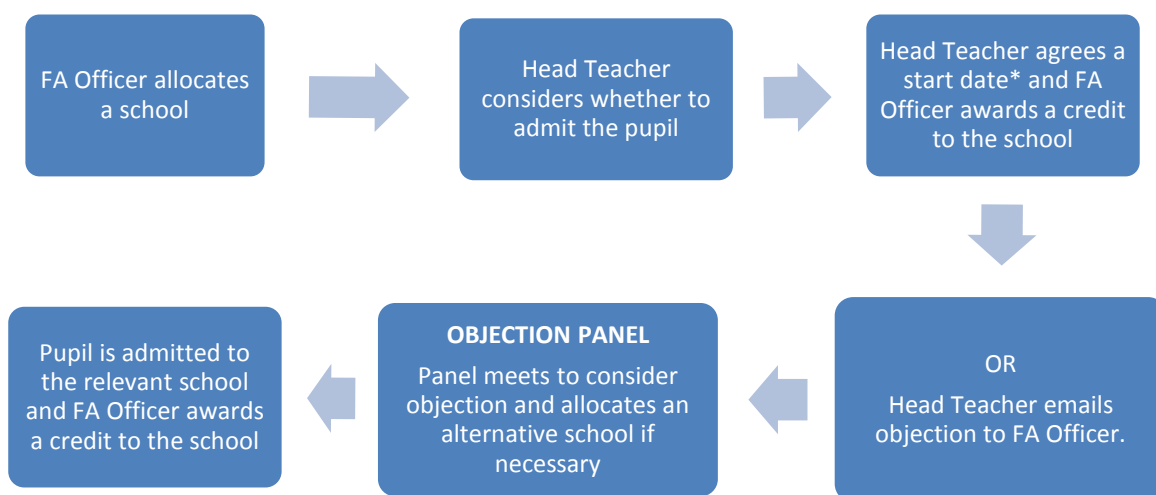 FA Officer allocates
a school
Head Teacher
considers whether to
admit the pupil
Head Teacher agrees a
start date* and FA
Officer awards a credit
to the school
OR
Head Teacher emails
objection to FA Officer.
OBJECTION PANEL
Panel meets to consider
objection and allocates an
alternative school if
necessary
Pupil is admitted to
the relevant school
and FA Officer awards
a credit to the school